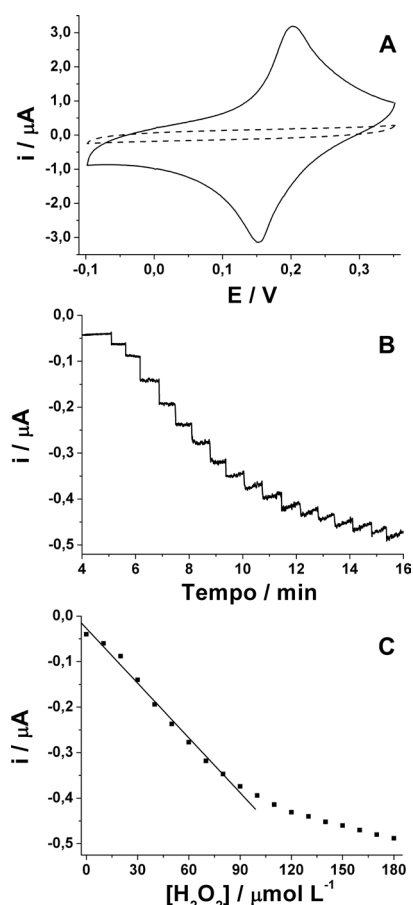 A
i / μA
3,0
2,0
1,0
0,0
-1,0
-2,0
-3,0
-0,1 0,0 0,1 0,2 0,3
E / V
B
i / μA
0,0
-0,1
-0,2
-0,3
-0,4
-0,5
4 6 8 10 12 14 16
Tempo / min
C
i / μA
0,0
-0,1
-0,2
-0,3
-0,4
-0,5
0 30 60 90 120 150 180
[H₂O₂] / μmol L⁻¹